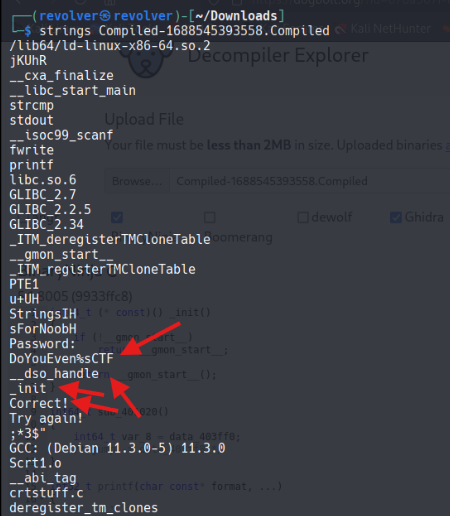 ┌──(revolver㉿revolver)-[~/Downloads]
└─$ strings Compiled-1688545393558.Compiled
/lib64/ld-linux-x86-64.so.2
jKUhR
__cxa_finalize
Decompiler Explorer
__libc_start_main
strcmp
stdout
Upload File
__isoc99_scanf
fwrite
Your file must be less than 2MB in size. Uploaded binaries
printf
libc.so.6
Browse... Compiled-1688545393558.Compiled
GLIBC_2.7
GLIBC_2.2.5
dewolf
Ghidra
GLIBC_2.34
_ITM_deregisterTMCloneTable
__gmon_start__
_ITM_registerTMCloneTable
PTE1
u+UH
StringsIH
sForNoobH
Password:
DoYouEven%sCTF
__dso_handle
_init
Correct!
Try again!
;*3$"
GCC: (Debian 11.3.0-5) 11.3.0
Scrt1.o
__abi_tag
crtstuff.c
deregister_tm_clones